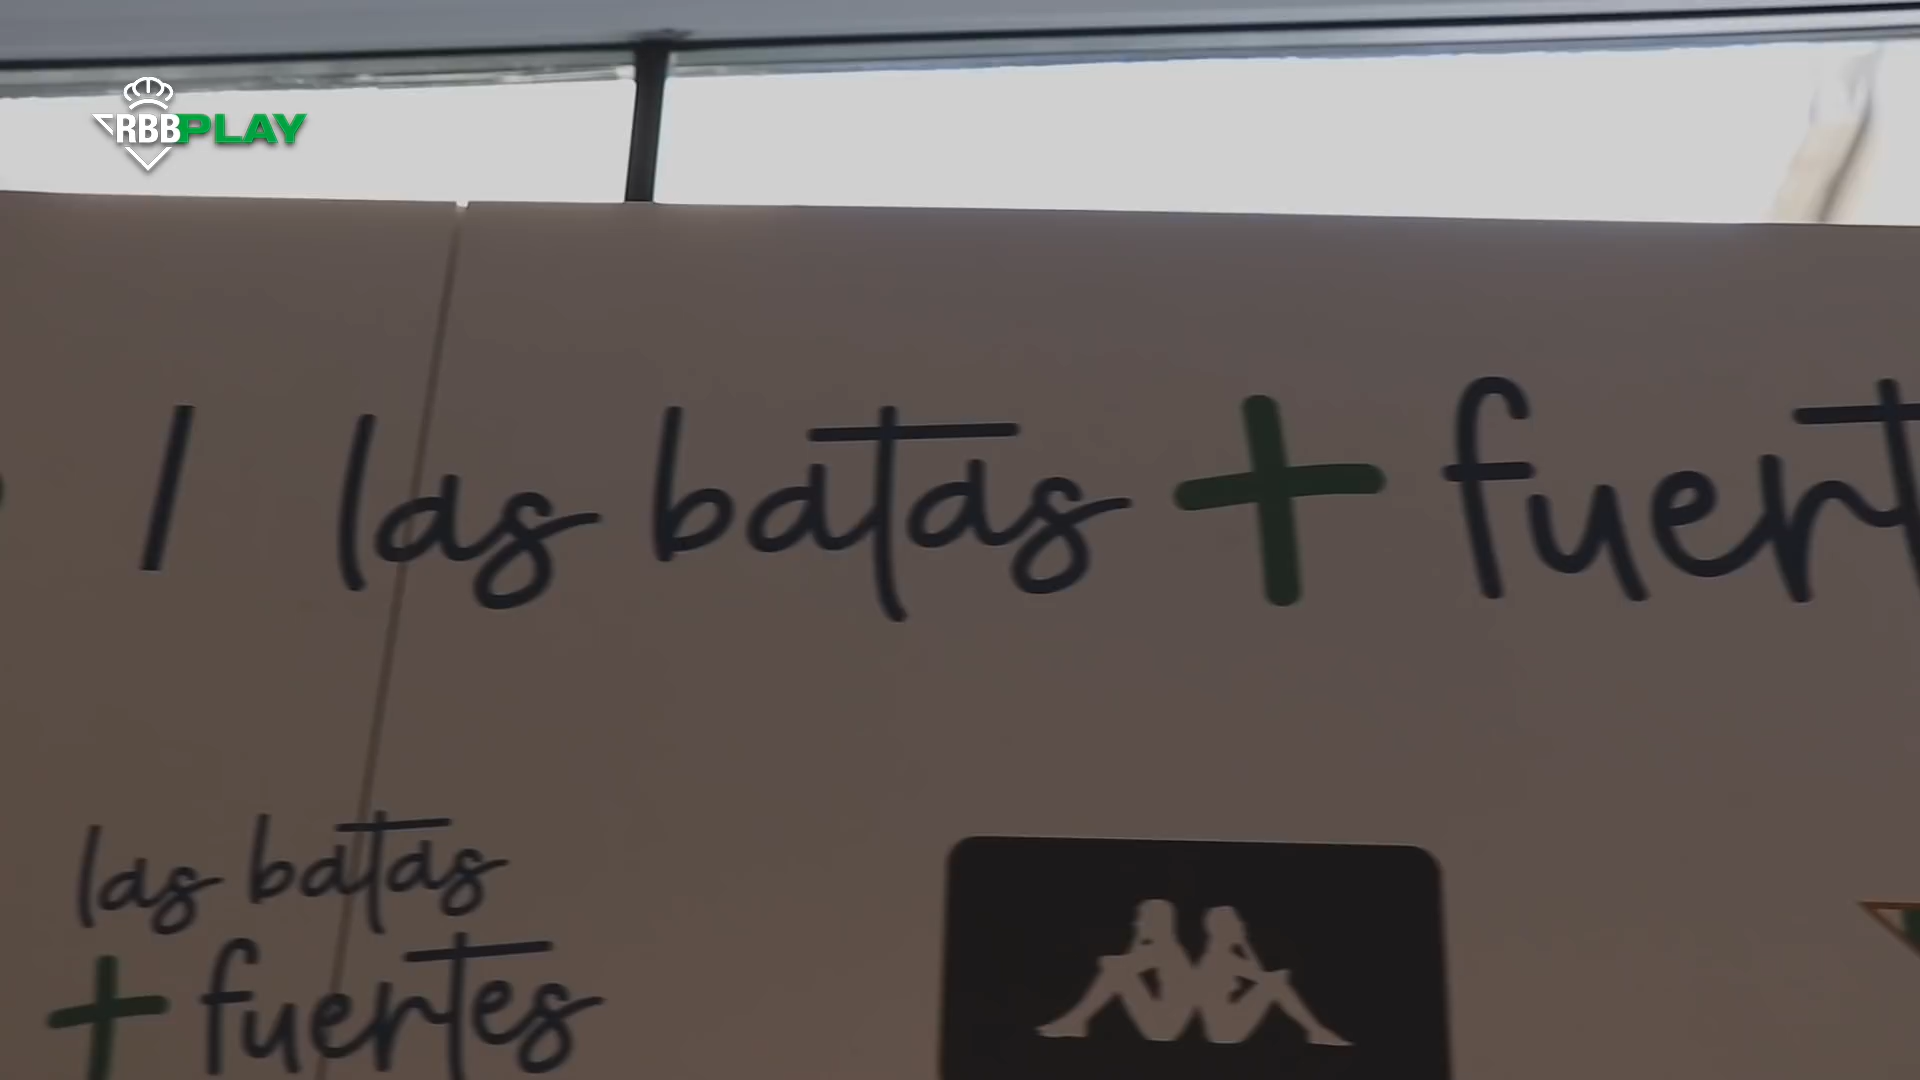 RBBPLAY
/ las batas + fuert
las batas
+ fuertes